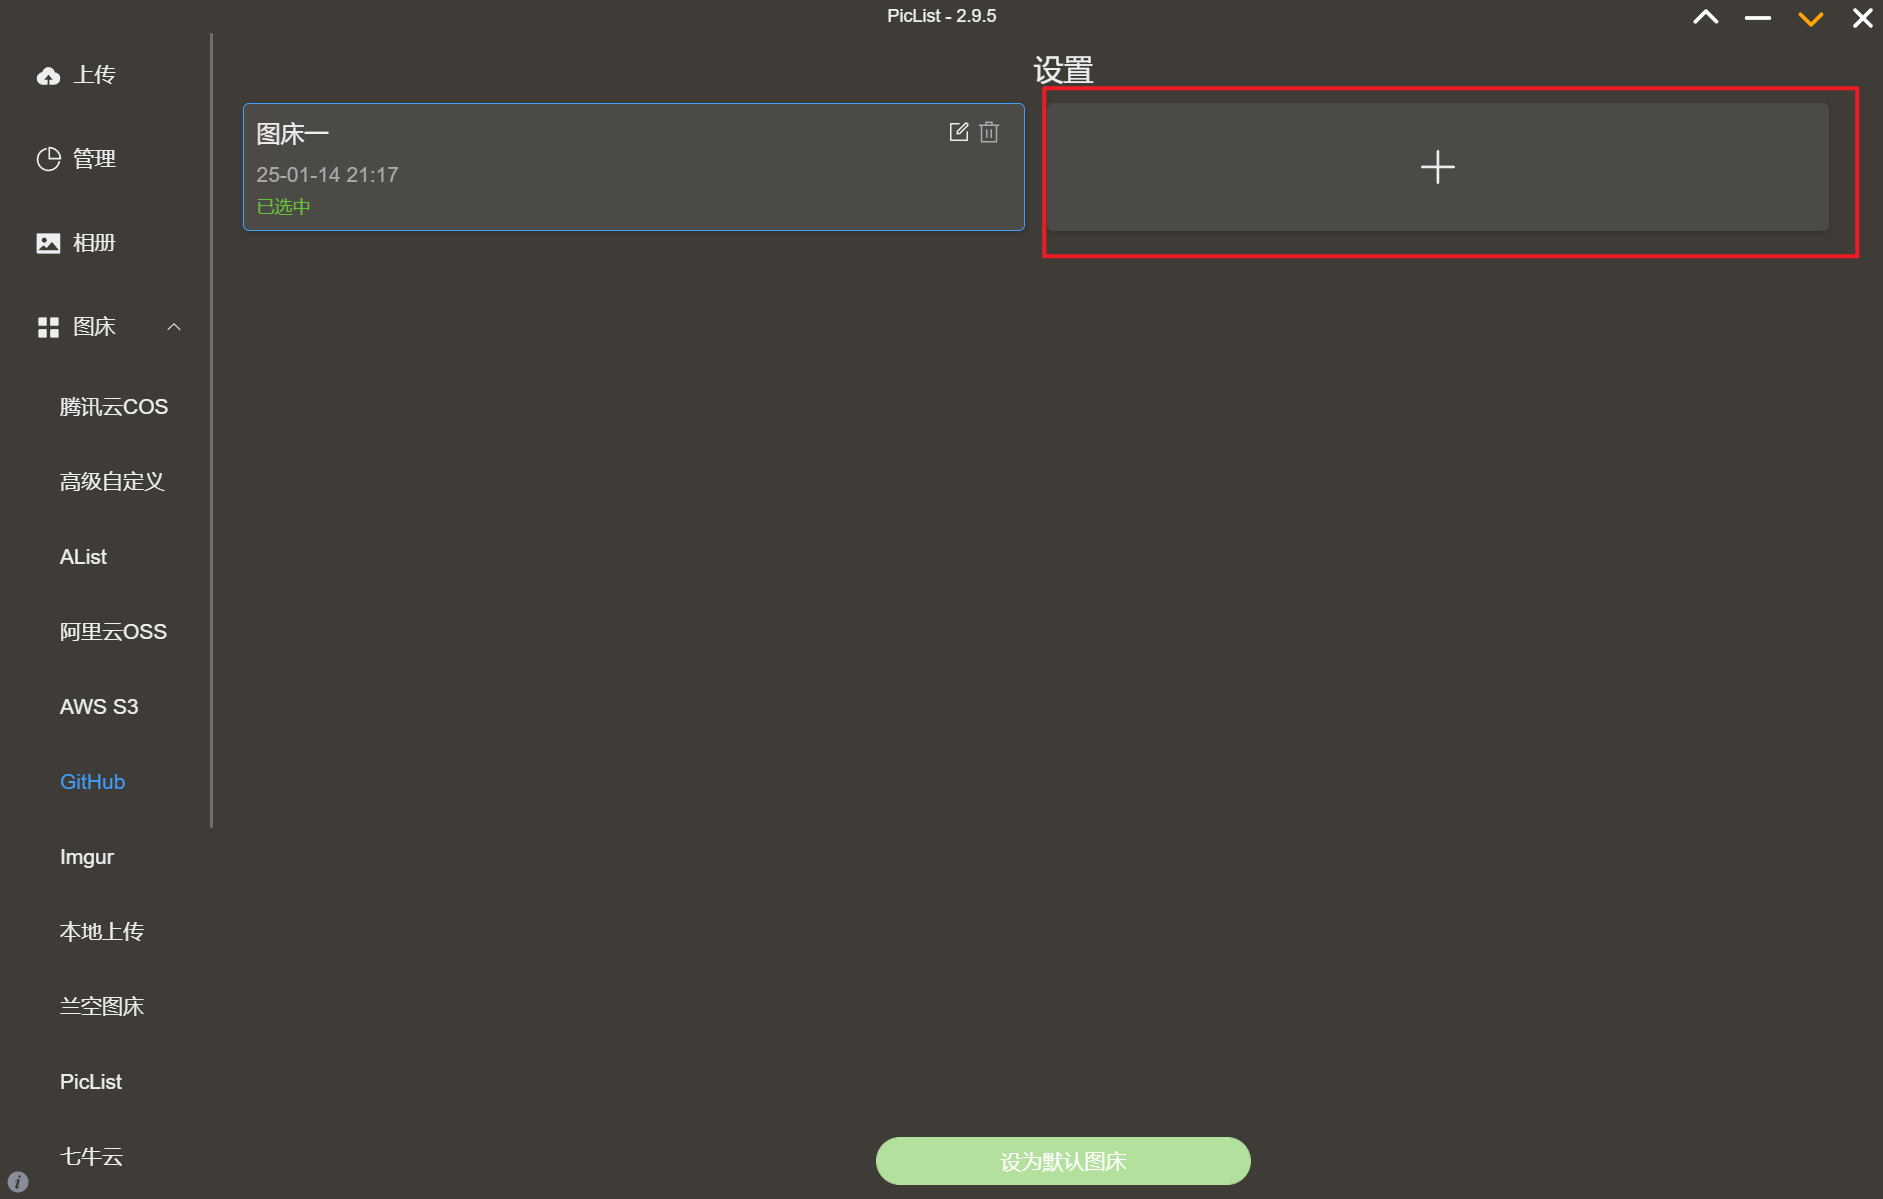 PicList - 2.9.5
上传
管理
相册
图床
腾讯云COS
高级自定义
AList
阿里云OSS
AWS S3
GitHub
Imgur
本地上传
兰空图床
PicList
七牛云
设置
图床一
25-01-14 21:17
已选中
设为默认图床